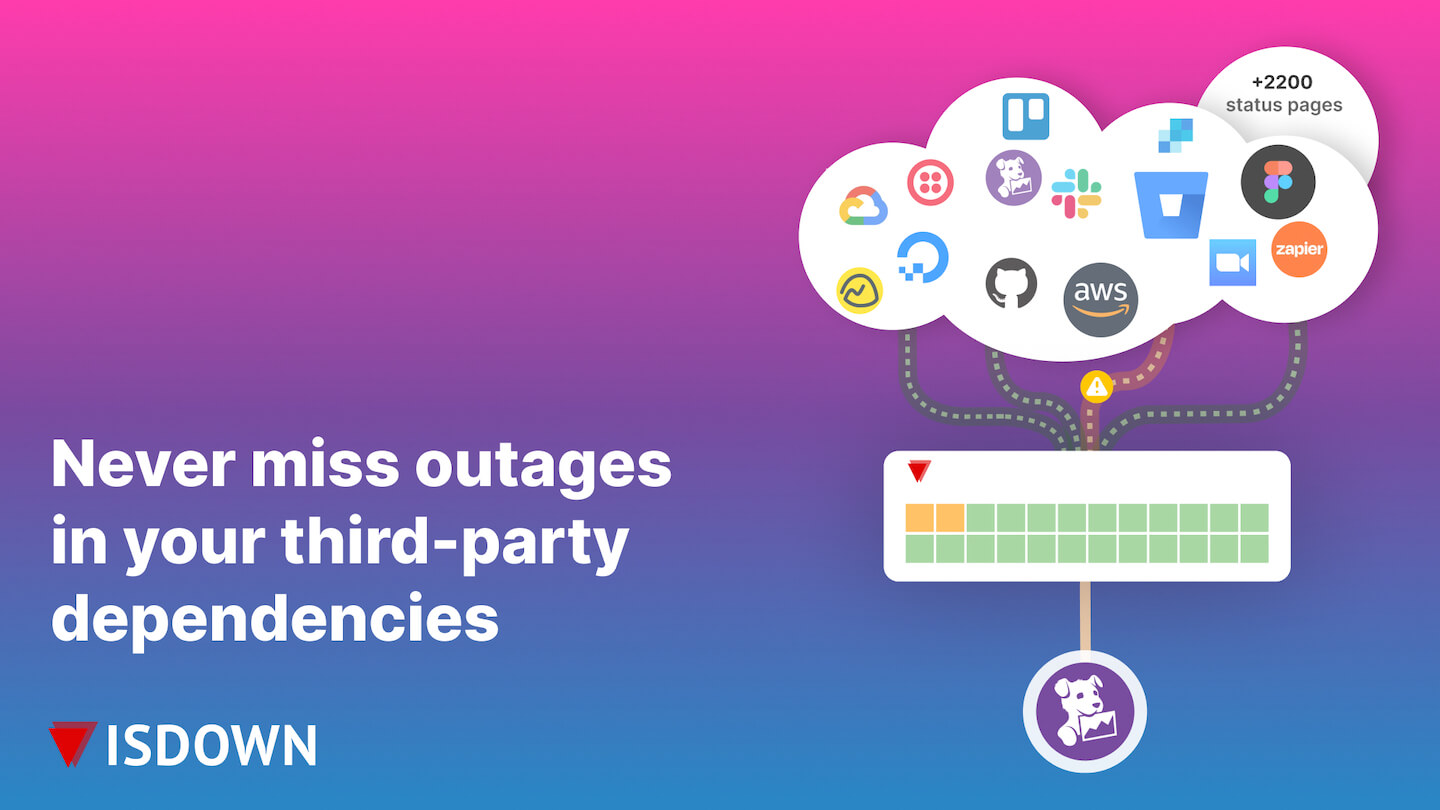 +2200
status pages
zapier
aws
Never miss outages
in your third-party
dependencies
ISDOWN